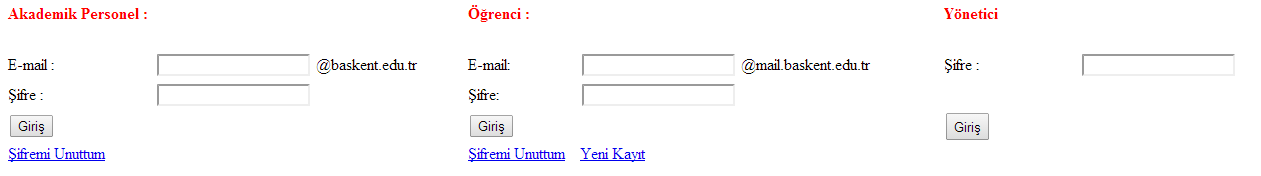 Akademik Personel : Öğrenci : Yönetici
E-mail : @baskent.edu.tr E-mail: @mail.baskent.edu.tr Şifre :
Şifre : Şifre:
Giriş Giriş Giriş
Şifremi Unuttum Şifremi Unuttum Yeni Kayıt